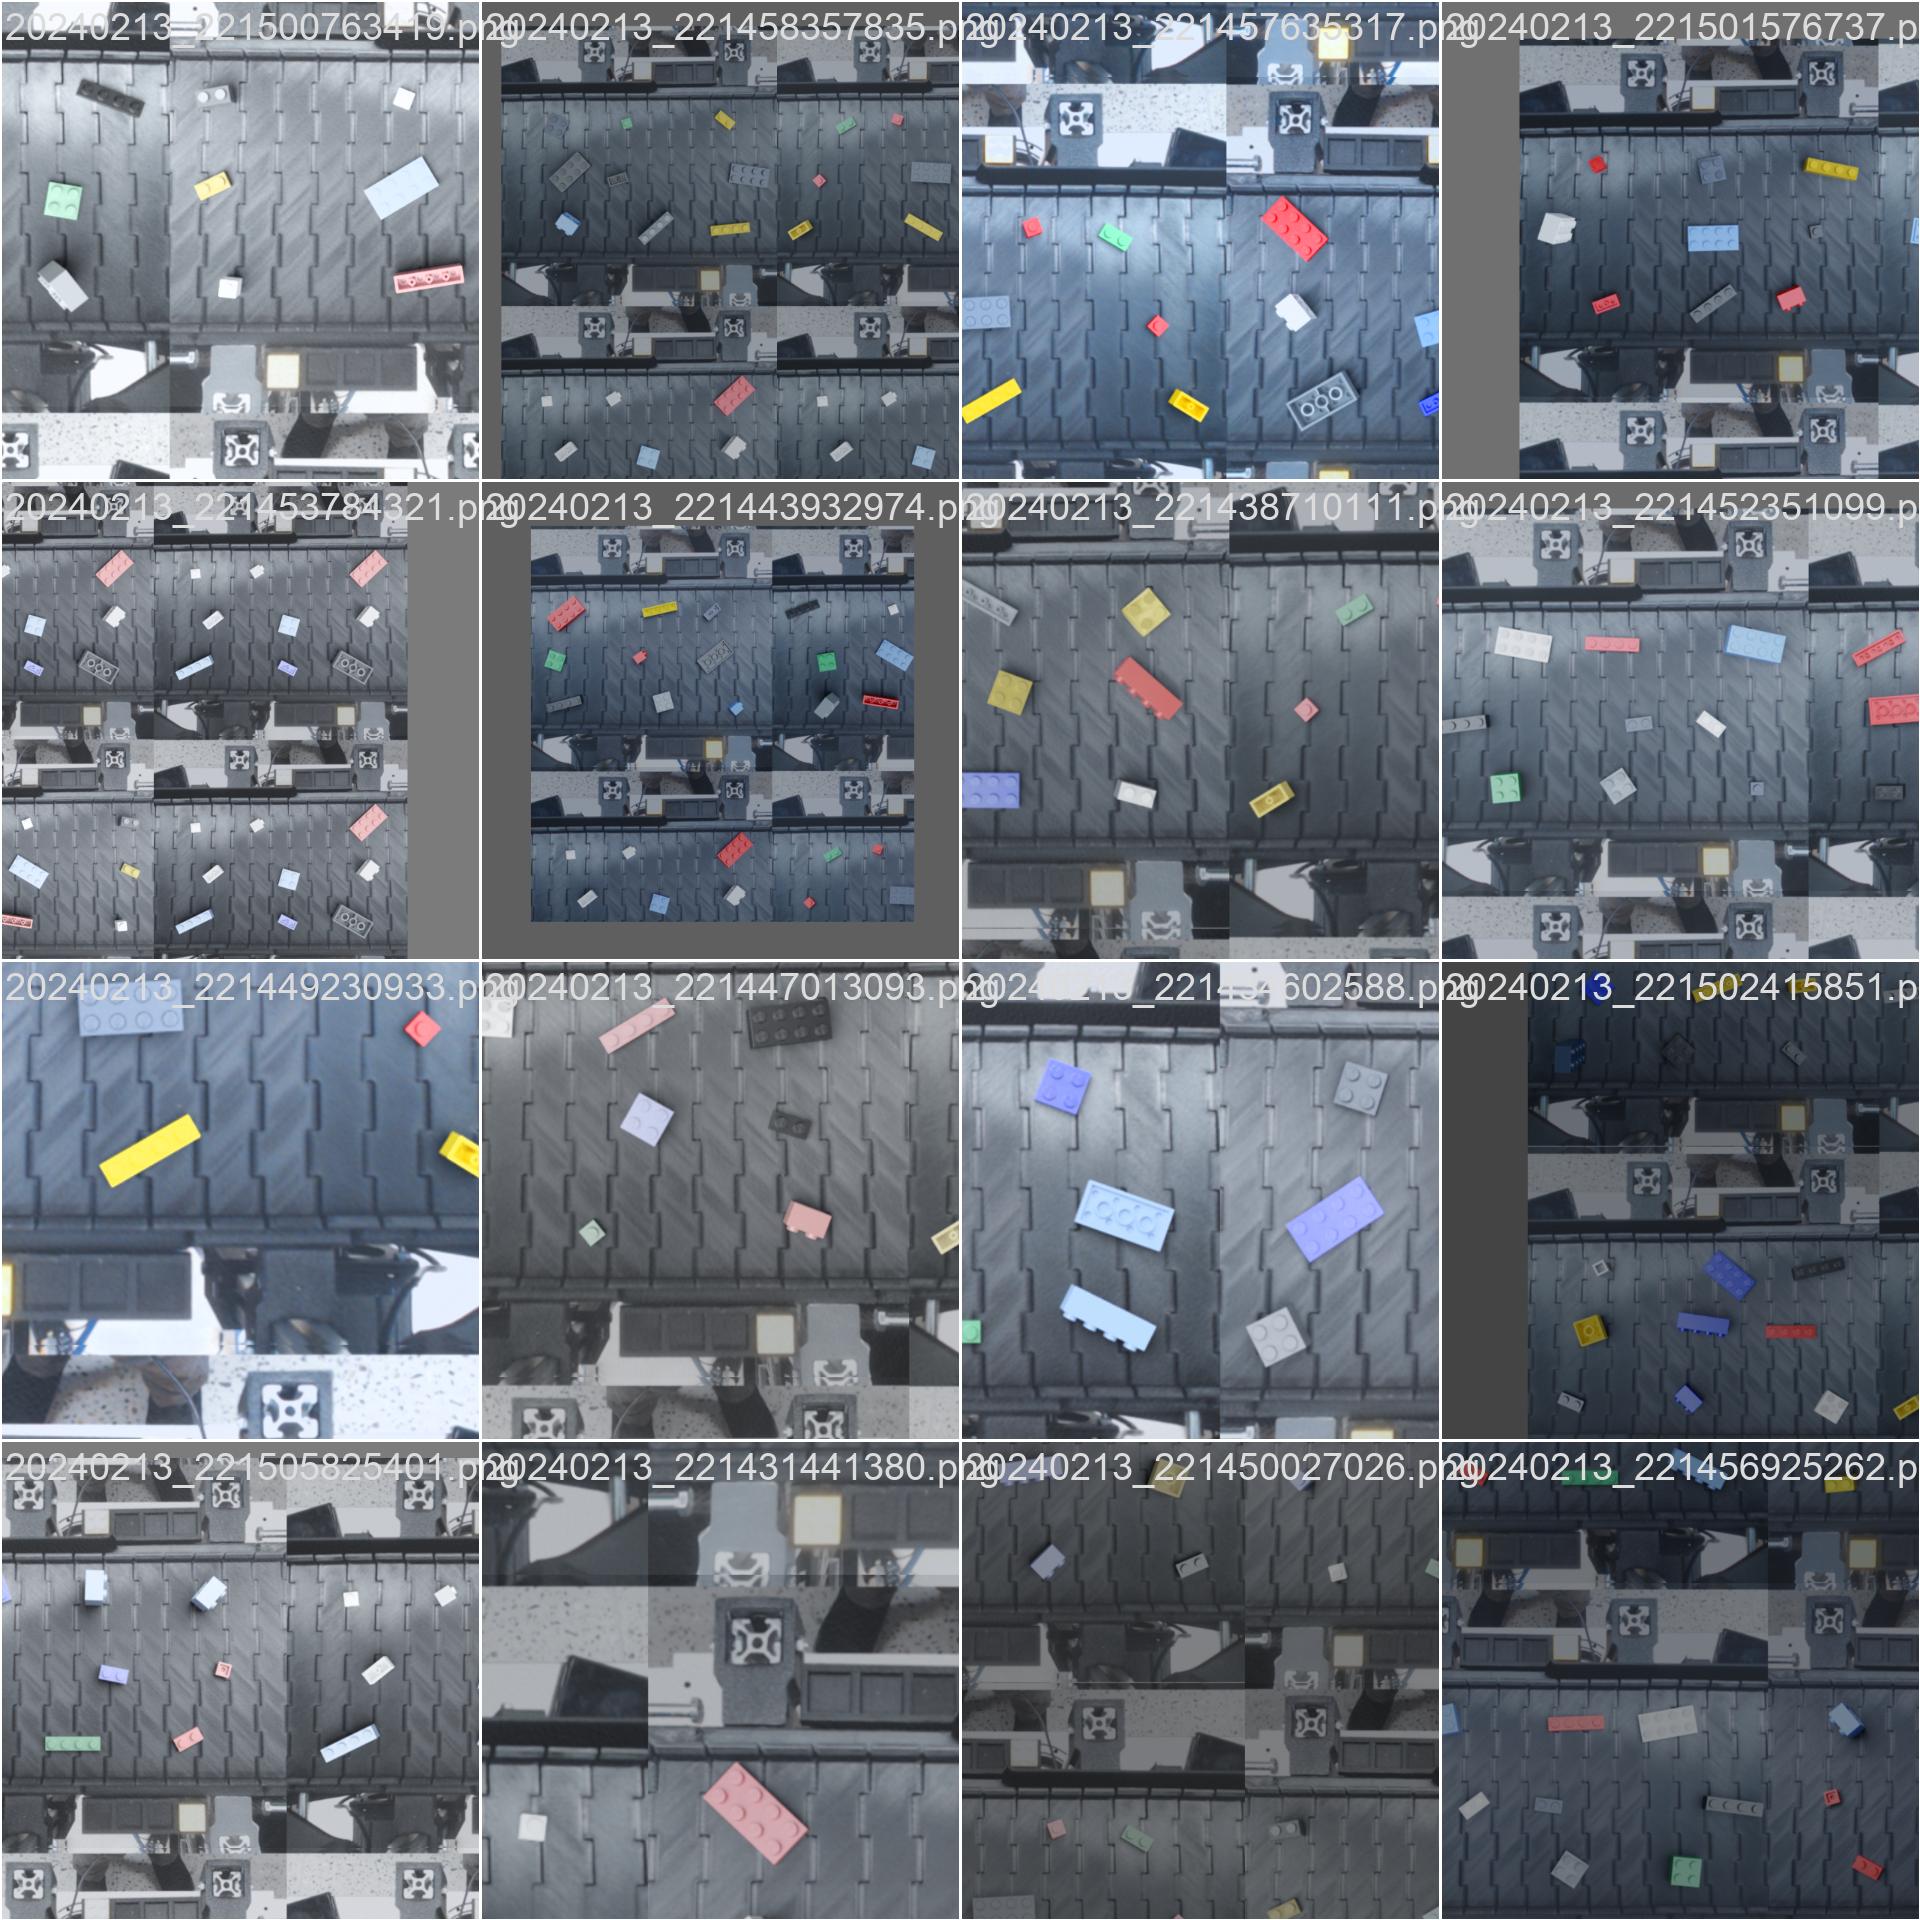 20240213_221500763419.png
20240213_221458357835.png
20240213_221457635317.png
20240213_221501576737.p
20240213_221453784321.png
20240213_221443932974.png
20240213_221438710111.png
20240213_221452351099.p
20240213_221449230933.png
20240213_221447013093.png
20240213_221434602588.png
20240213_221502415851.p
20240213_221505825401.png
20240213_221431441380.png
20240213_221450027026.png
20240213_221456925262.p